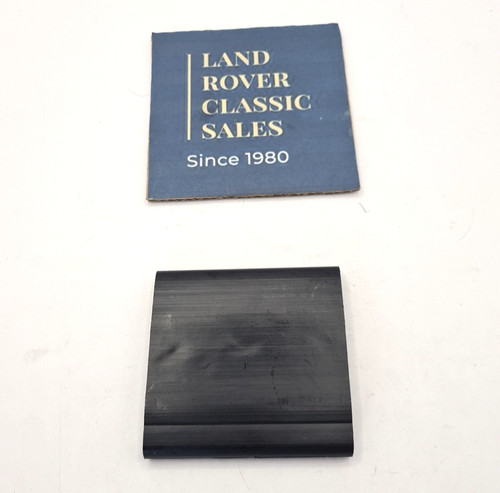 LAND
ROVER
CLASSIC
SALES
Since 1980